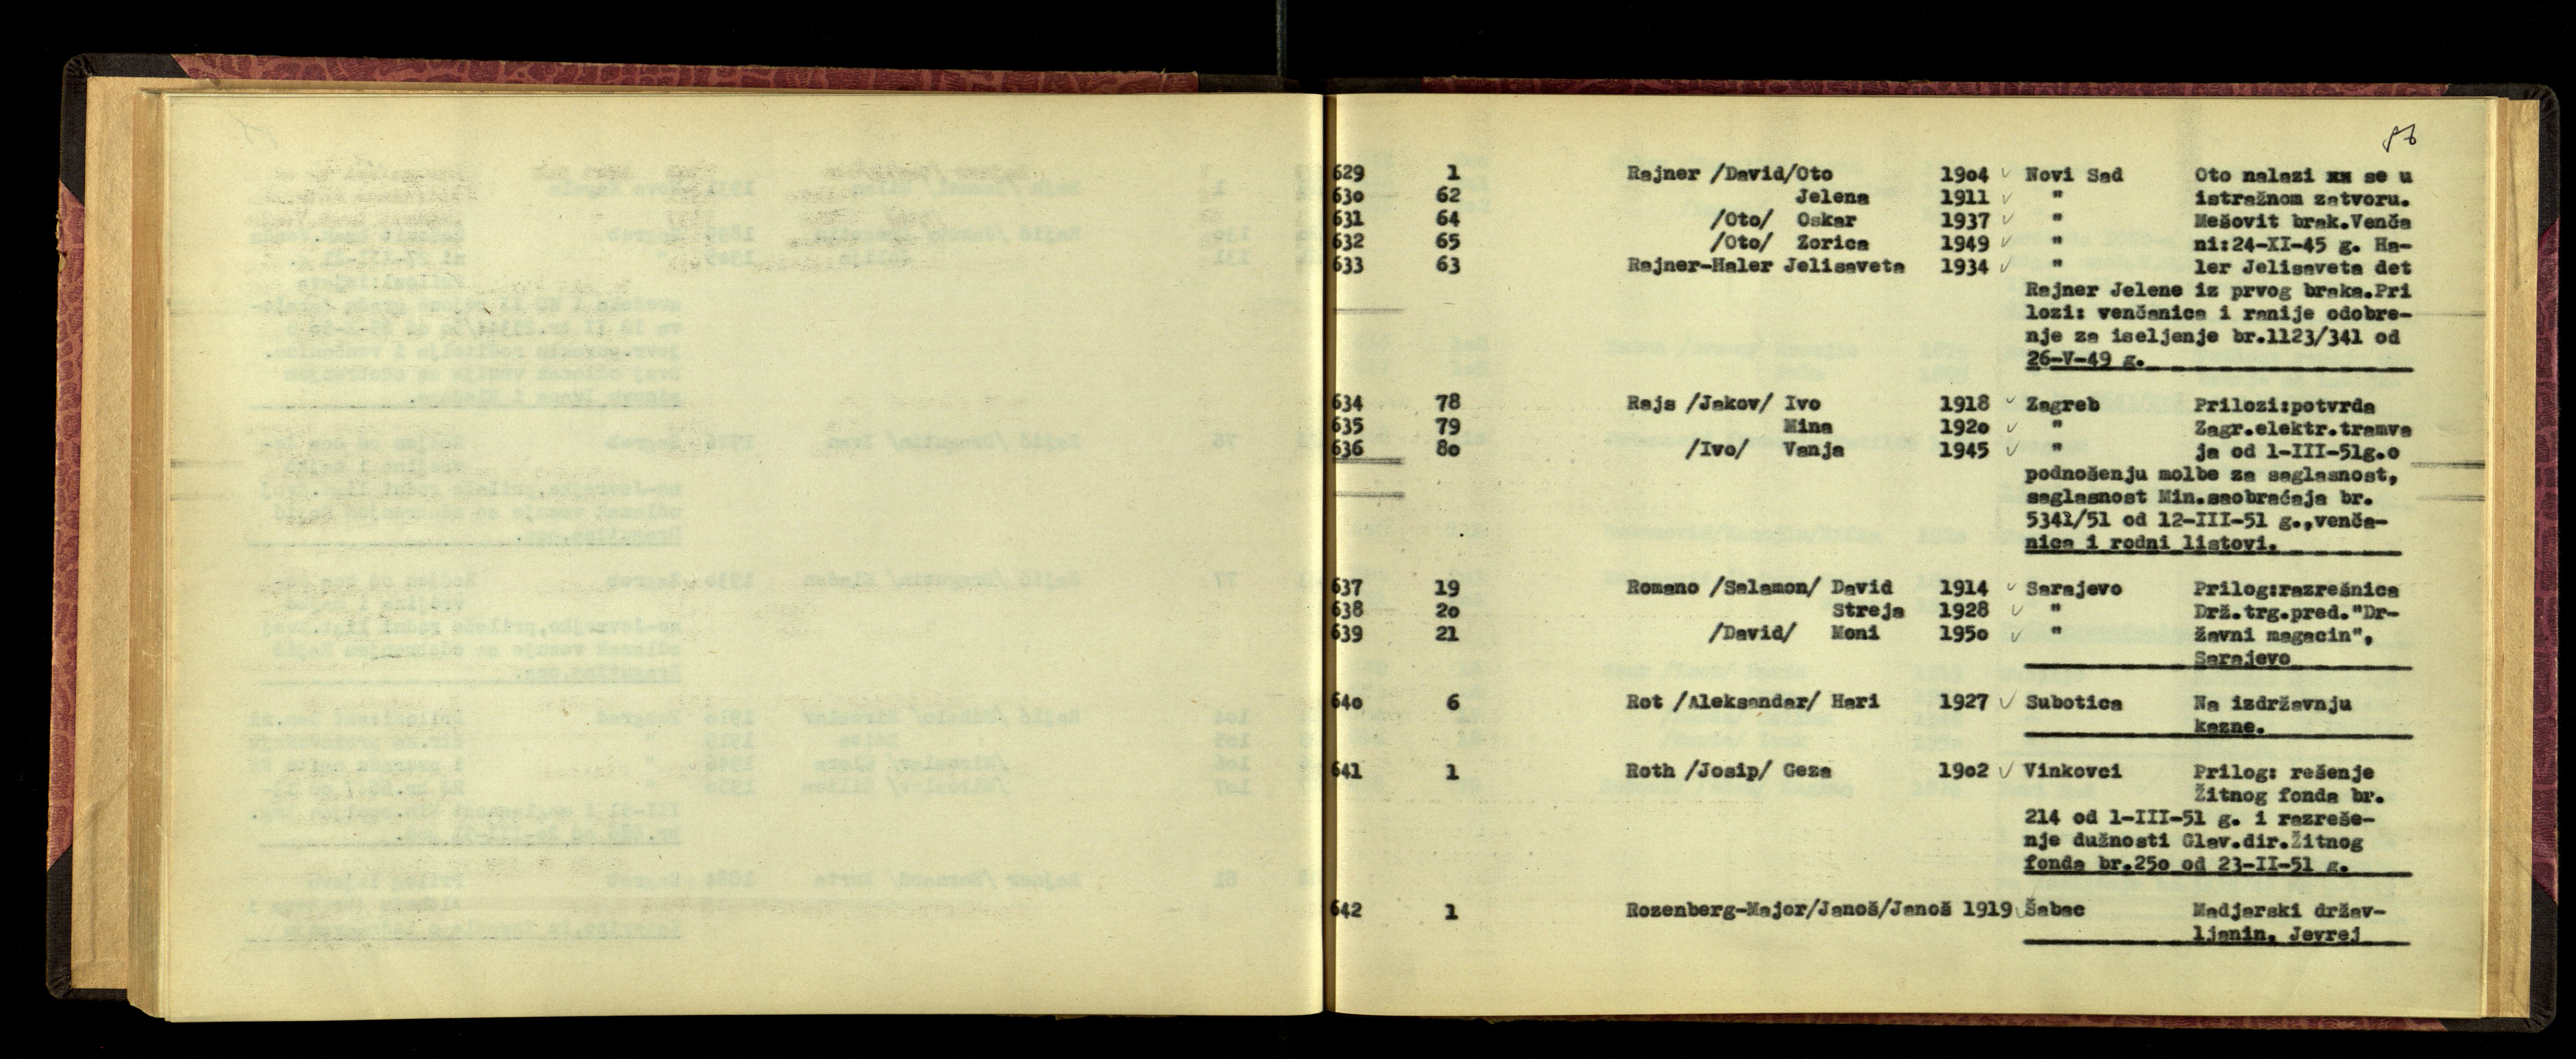 86
629 1 Rajner /David/Oto 1904 ✓ Novi Sad Oto nalazi xx se u
630 62 Jelena 1911 ✓ " istražnom zatvoru.
631 64 /Oto/ Oskar 1937 ✓ " Mešovit brak.Venča
632 65 /Oto/ Zorica 1949 ✓ " ni:24-XI-45 g. Ha-
633 63 Rajner-Haler Jelisaveta 1934 ✓ " ler Jelisaveta det
Rajner Jelene iz prvog braka.Pri
lozi: venčanica i ranije odobre-
nje za iseljenje br.1123/341 od
26-V-49 g.
634 78 Rajs /Jakov/ Ivo 1918 ✓ Zagreb Prilozi:potvrda
635 79 Mina 1920 ✓ " Zagr.elektr.tramva
636 80 /Ivo/ Vanja 1945 ✓ " ja od 1-III-51g.o
podnošenju molbe za saglasnost,
saglasnost Min.saobraćaja br.
5341/51 od 12-III-51 g.,venča-
nica i rodni listovi.
637 19 Romano /Salamon/ David 1914 ✓ Sarajevo Prilog:razrešnica
638 20 Streja 1928 ✓ " Drž.trg.pred."Dr-
639 21 /David/ Moni 1950 ✓ " žavni magacin",
Sarajevo
640 6 Rot /Aleksandar/ Hari 1927 ✓ Subotica Na izdržavnju
kazne.
641 1 Roth /Josip/ Geza 1902 ✓ Vinkovci Prilog: rešenje
Žitnog fonda br.
214 od 1-III-51 g. i razreše-
nje dužnosti Glav.dir.Žitnog
fonda br.250 od 23-II-51 g.
642 1 Rozenberg-Major/Janoš/Janoš 1919 ✓ Šabac Madjarski držav-
ljanin. Jevrej